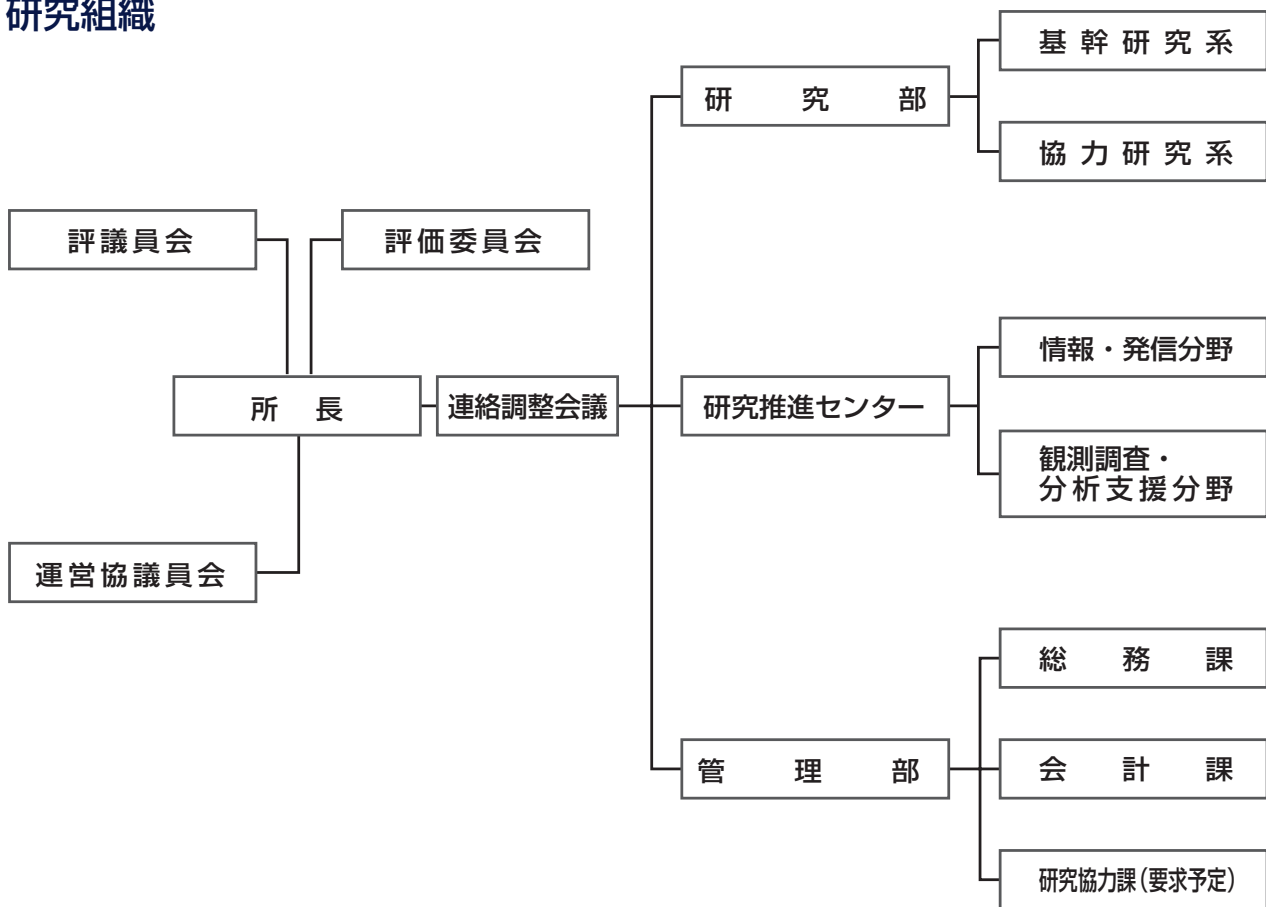 研究組織
基幹研究系
研究部
協力研究系
評議員会
評価委員会
情報・発信分野
所長
連絡調整会議
研究推進センター
観測調査・
分析支援分野
運営協議員会
総務課
管理部
会計課
研究協力課(要求予定)